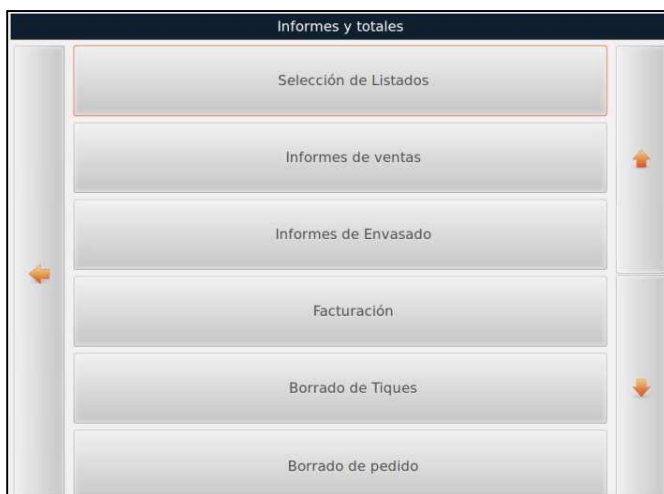 Informes y totales
Selección de Listados
Informes de ventas
Informes de Envasado
Facturación
Borrado de Tiques
Borrado de pedido